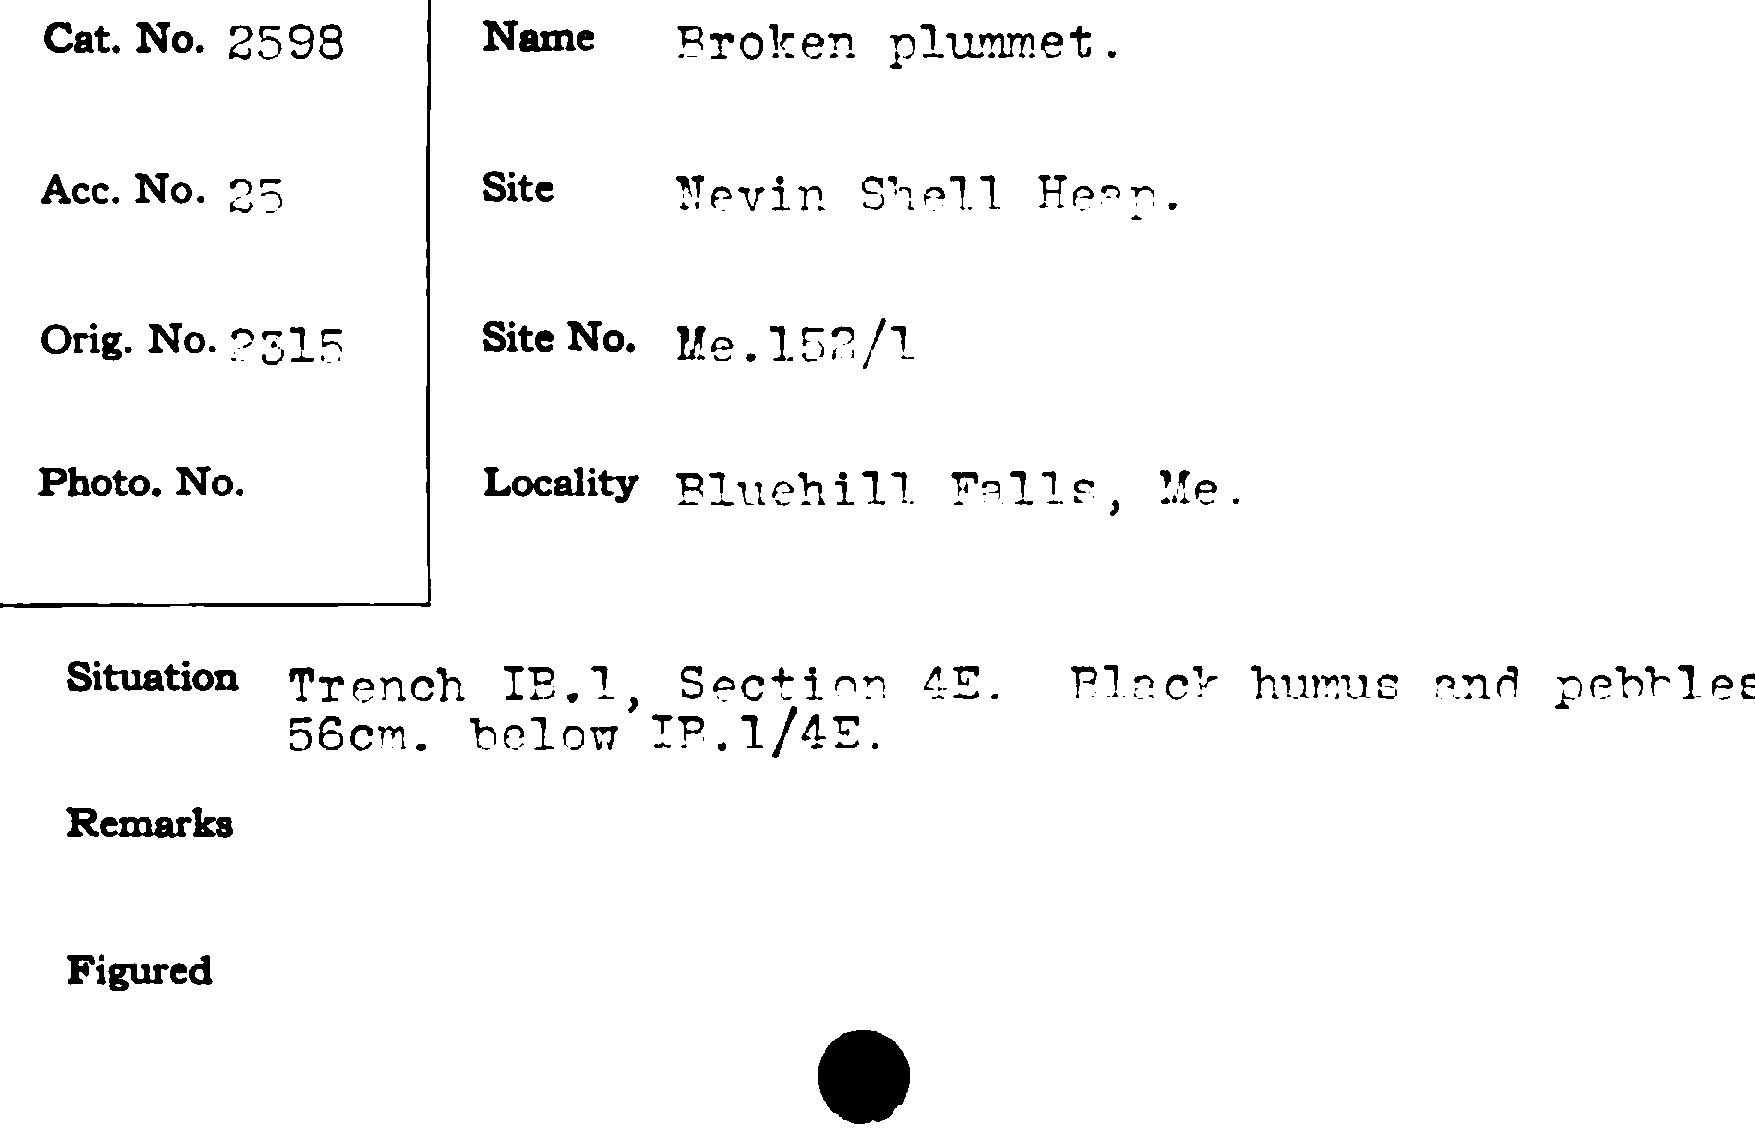 Cat. No. 2598
Name Broken plummet.
Acc. No. 25
Site Nevin Shell Heap.
Orig. No. 2315
Site No. Me.152/1
Photo. No.
Locality Bluehill Falls, Me.
Situation Trench IB.1, Section 4E. Black humus and pebbles
56cm. below IB.1/4E.
Remarks
Figured